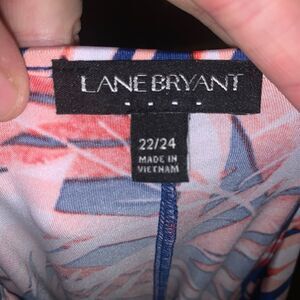 LANE BRYANT
22/24
MADE IN
VIETNAM